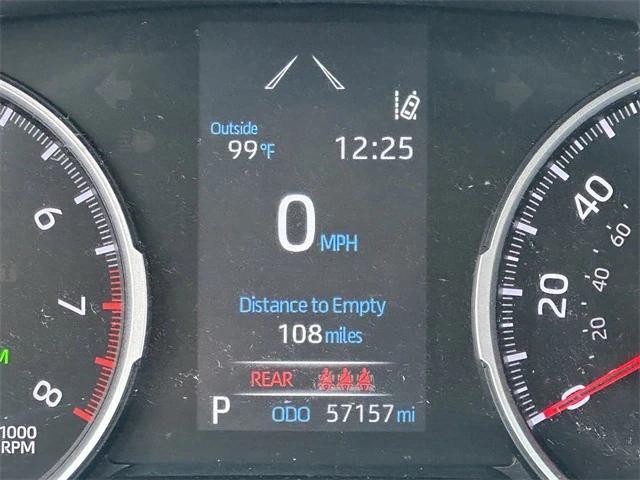 Outside
99°F
12:25
0 MPH
Distance to Empty
108 miles
REAR
P ODO 57157 mi
6
7
8
1000
RPM
40
20
0
60
40
20